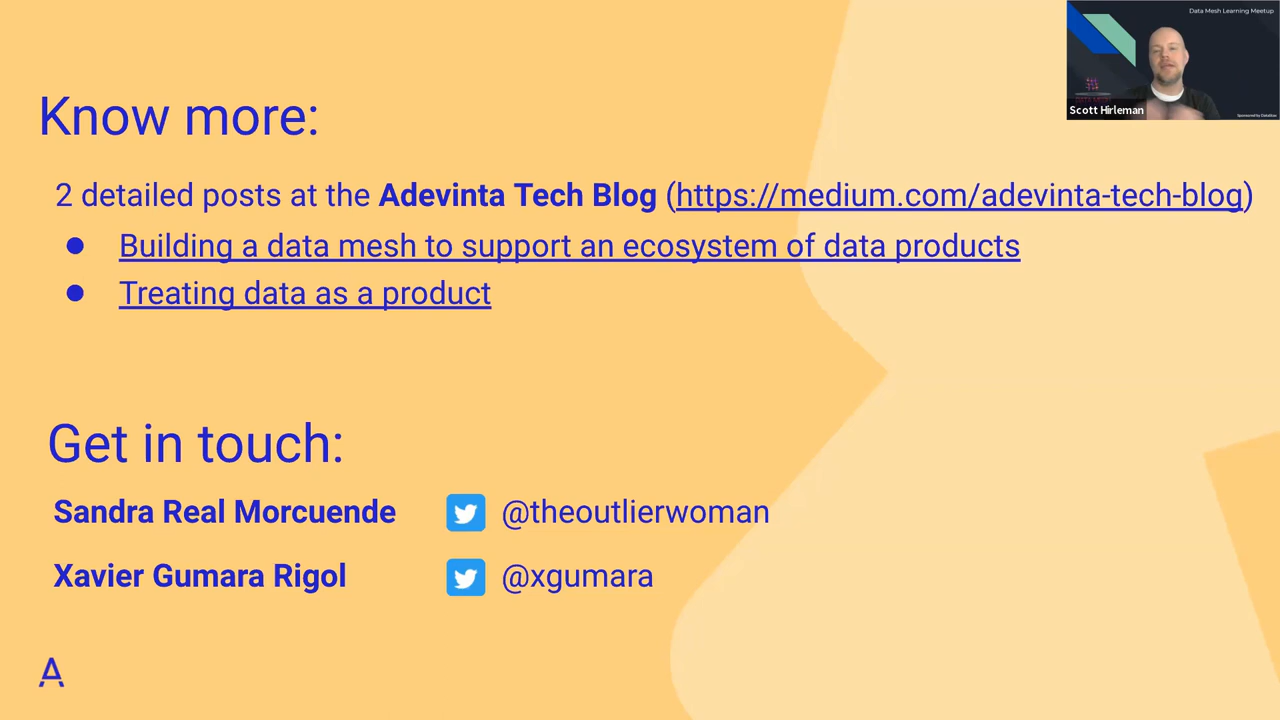 Data Mesh Learning Meetup
Scott Hirleman
Know more:
2 detailed posts at the Adevinta Tech Blog (https://medium.com/adevinta-tech-blog)
● Building a data mesh to support an ecosystem of data products
● Treating data as a product
Get in touch:
Sandra Real Morcuende @theoutlierwoman
Xavier Gumara Rigol @xgumara
A